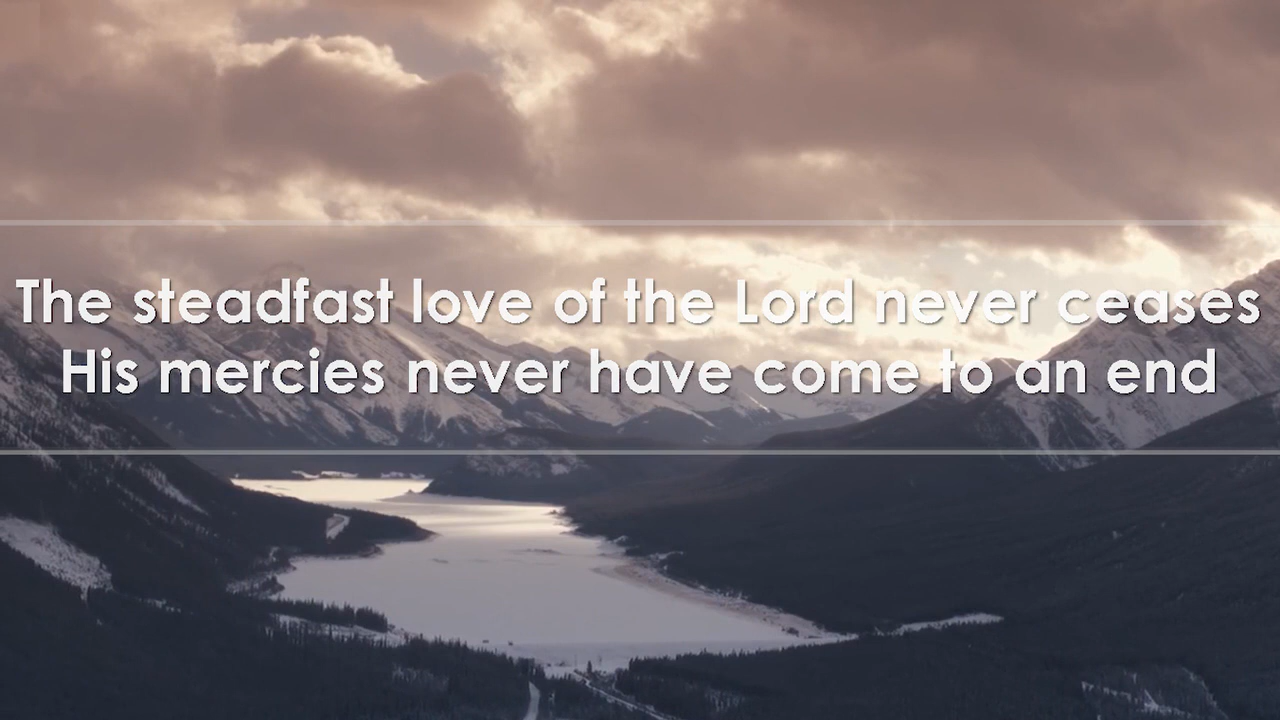 The steadfast love of the Lord never ceases
His mercies never have come to an end